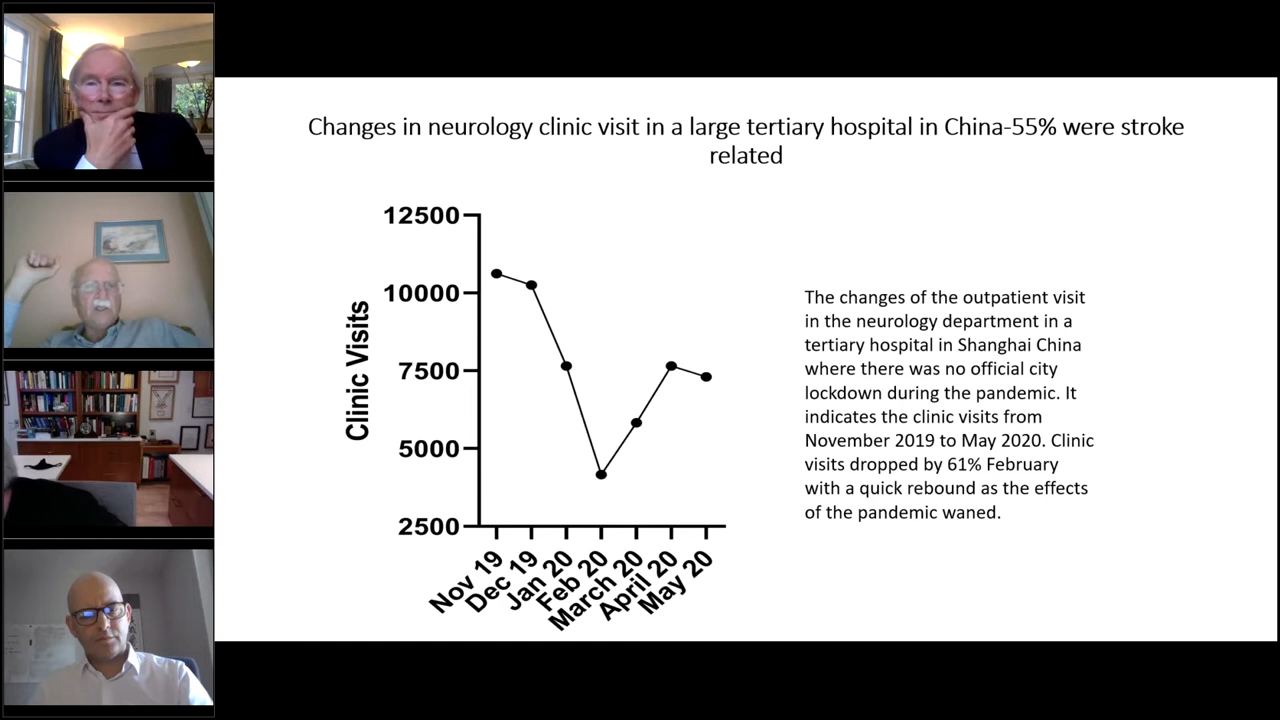 Changes in neurology clinic visit in a large tertiary hospital in China-55% were stroke
related
12500
10000
7500
5000
2500
Clinic Visits
Nov 19
Dec 19
Jan 20
Feb 20
March 20
April 20
May 20
The changes of the outpatient visit
in the neurology department in a
tertiary hospital in Shanghai China
where there was no official city
lockdown during the pandemic. It
indicates the clinic visits from
November 2019 to May 2020. Clinic
visits dropped by 61% February
with a quick rebound as the effects
of the pandemic waned.